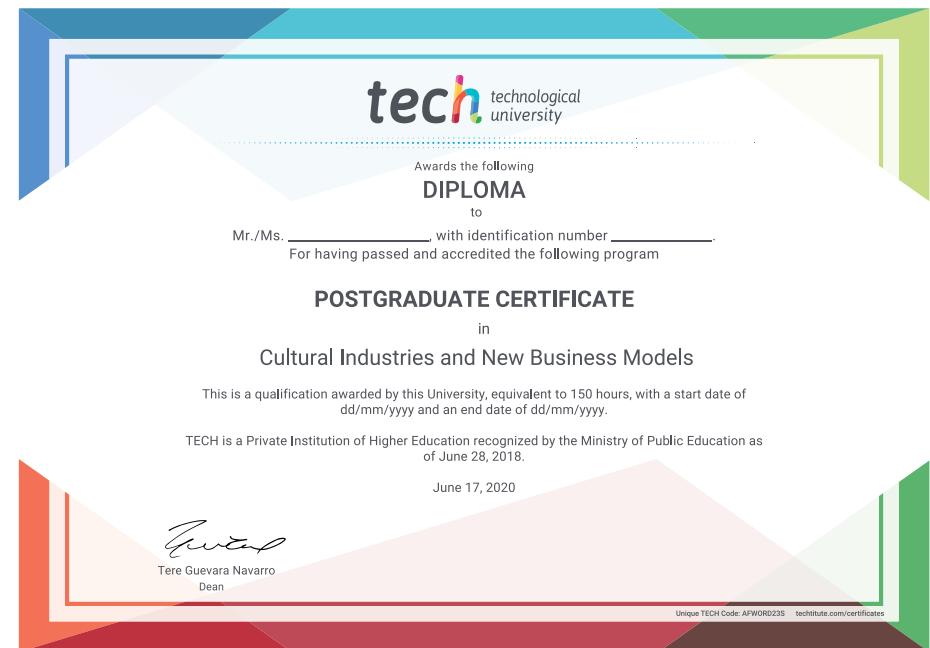 tech technological
university
Awards the following
DIPLOMA
to
Mr./Ms. ____________________, with identification number ______________.
For having passed and accredited the following program
POSTGRADUATE CERTIFICATE
in
Cultural Industries and New Business Models
This is a qualification awarded by this University, equivalent to 150 hours, with a start date of
dd/mm/yyyy and an end date of dd/mm/yyyy.
TECH is a Private Institution of Higher Education recognized by the Ministry of Public Education as
of June 28, 2018.
June 17, 2020
Tere Guevara Navarro
Dean
Unique TECH Code: AFWORD23S techtitute.com/certificates